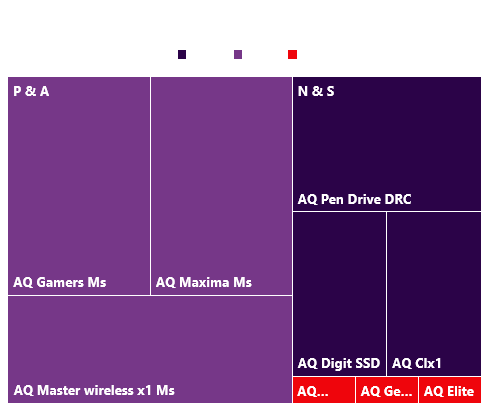 P & A
N & S
AQ Pen Drive DRC
AQ Gamers Ms
AQ Maxima Ms
AQ Digit SSD
AQ Clx1
AQ Master wireless x1 Ms
AQ...
AQ Ge...
AQ Elite